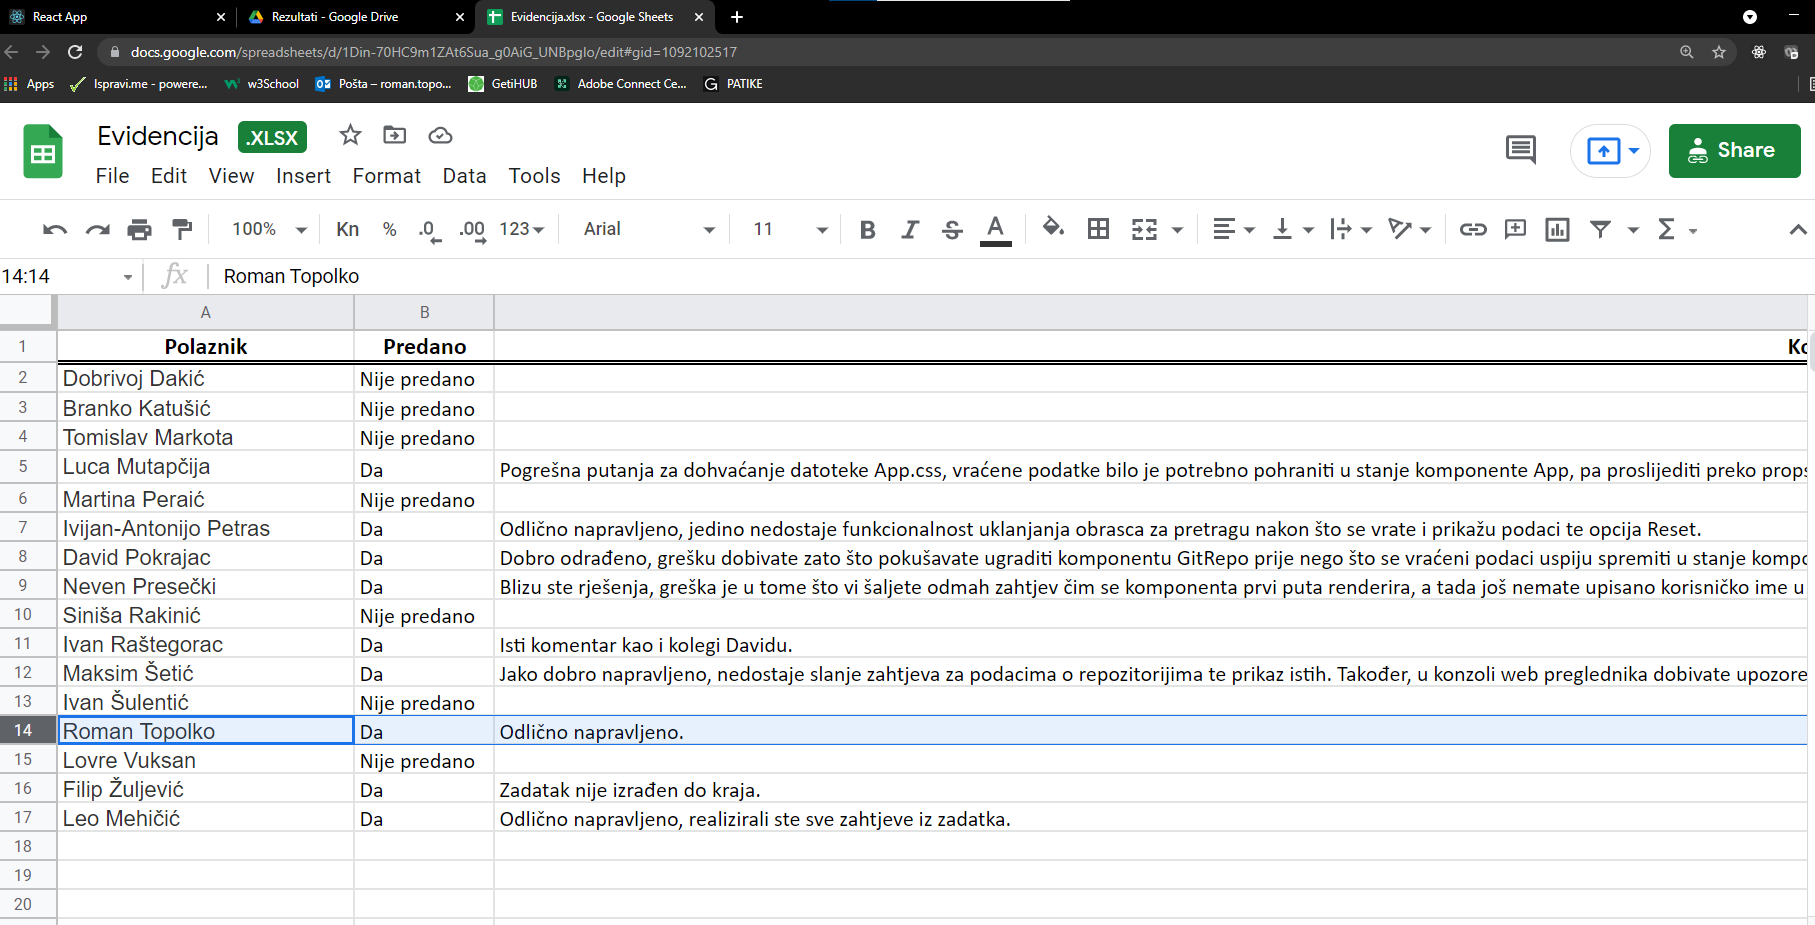 React App
Rezultati - Google Drive
Evidencija.xlsx - Google Sheets
docs.google.com/spreadsheets/d/1Din-70HC9m1ZAt6Sua_g0AiG_UNBpglo/edit#gid=1092102517
Apps
Ispravi.me - powere...
w3School
Pošta – roman.topo...
GetiHUB
Adobe Connect Ce...
PATIKE
Evidencija .XLSX
Share
File Edit View Insert Format Data Tools Help
100% Kn % .0 .00 123 Arial 11 B I S A
14:14 fx Roman Topolko
A B
1 Polaznik Predano Ko
2 Dobrivoj Dakić Nije predano
3 Branko Katušić Nije predano
4 Tomislav Markota Nije predano
5 Luca Mutapčija Da Pogrešna putanja za dohvaćanje datoteke App.css, vraćene podatke bilo je potrebno pohraniti u stanje komponente App, pa proslijediti preko props
6 Martina Peraić Nije predano
7 Ivijan-Antonijo Petras Da Odlično napravljeno, jedino nedostaje funkcionalnost uklanjanja obrasca za pretragu nakon što se vrate i prikažu podaci te opcija Reset.
8 David Pokrajac Da Dobro odrađeno, grešku dobivate zato što pokušavate ugraditi komponentu GitRepo prije nego što se vraćeni podaci uspiju spremiti u stanje kompo
9 Neven Presečki Da Blizu ste rješenja, greška je u tome što vi šaljete odmah zahtjev čim se komponenta prvi puta renderira, a tada još nemate upisano korisničko ime u
10 Siniša Rakinić Nije predano
11 Ivan Raštegorac Da Isti komentar kao i kolegi Davidu.
12 Maksim Šetić Da Jako dobro napravljeno, nedostaje slanje zahtjeva za podacima o repozitorijima te prikaz istih. Također, u konzoli web preglednika dobivate upozore
13 Ivan Šulentić Nije predano
14 Roman Topolko Da Odlično napravljeno.
15 Lovre Vuksan Nije predano
16 Filip Žuljević Da Zadatak nije izrađen do kraja.
17 Leo Mehičić Da Odlično napravljeno, realizirali ste sve zahtjeve iz zadatka.
18
19
20